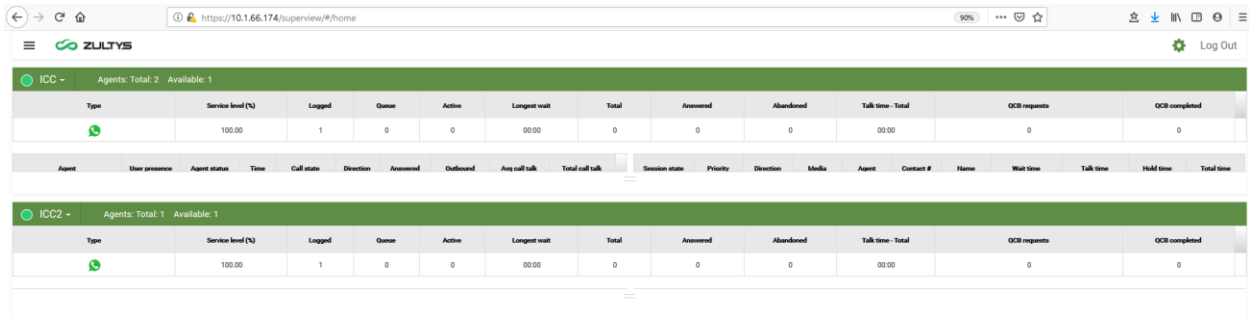 https://10.1.66.174/superview/#/home 90%
ZULTYS Log Out
ICC Agents: Total: 2 Available: 1
Type Service level (%) Logged Queue Active Longest wait Total Answered Abandoned Talk time - Total QCB requests QCB completed
100.00 1 0 0 00:00 0 0 0 00:00 0 0
Agent User presence Agent status Time Call state Direction Answered Outbound Avg call talk Total call talk Session state Priority Direction Media Agent Contact # Name Wait time Talk time Hold time Total time
ICC2 Agents: Total: 1 Available: 1
Type Service level (%) Logged Queue Active Longest wait Total Answered Abandoned Talk time - Total QCB requests QCB completed
100.00 1 0 0 00:00 0 0 0 00:00 0 0